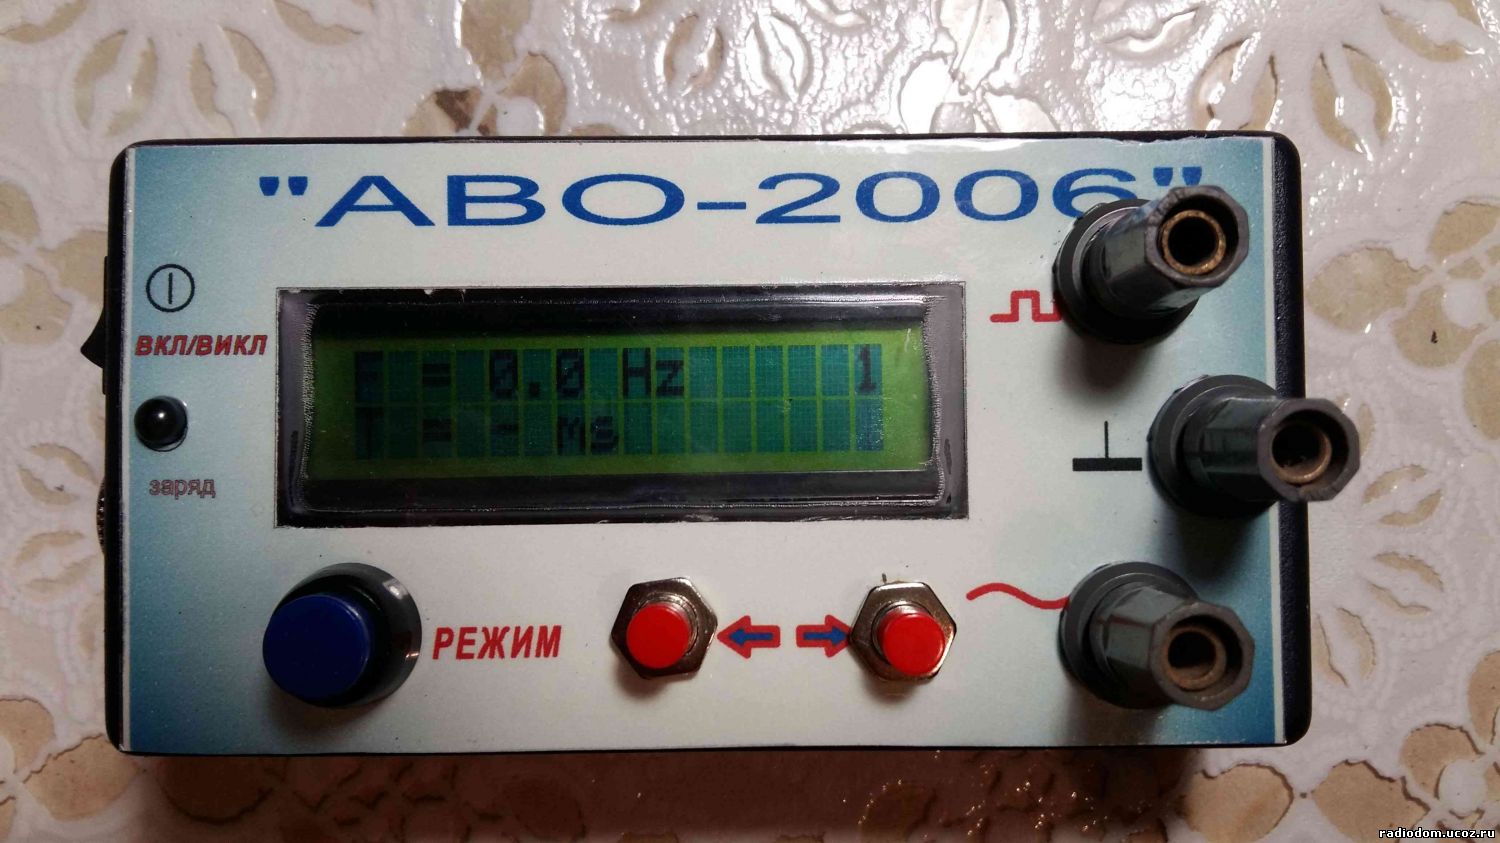 "АВО-2006"
ВКЛ/ВИКЛ
заряд
F = 0.0 Hz 1
T = - ms
РЕЖИМ
radiodom.ucoz.ru